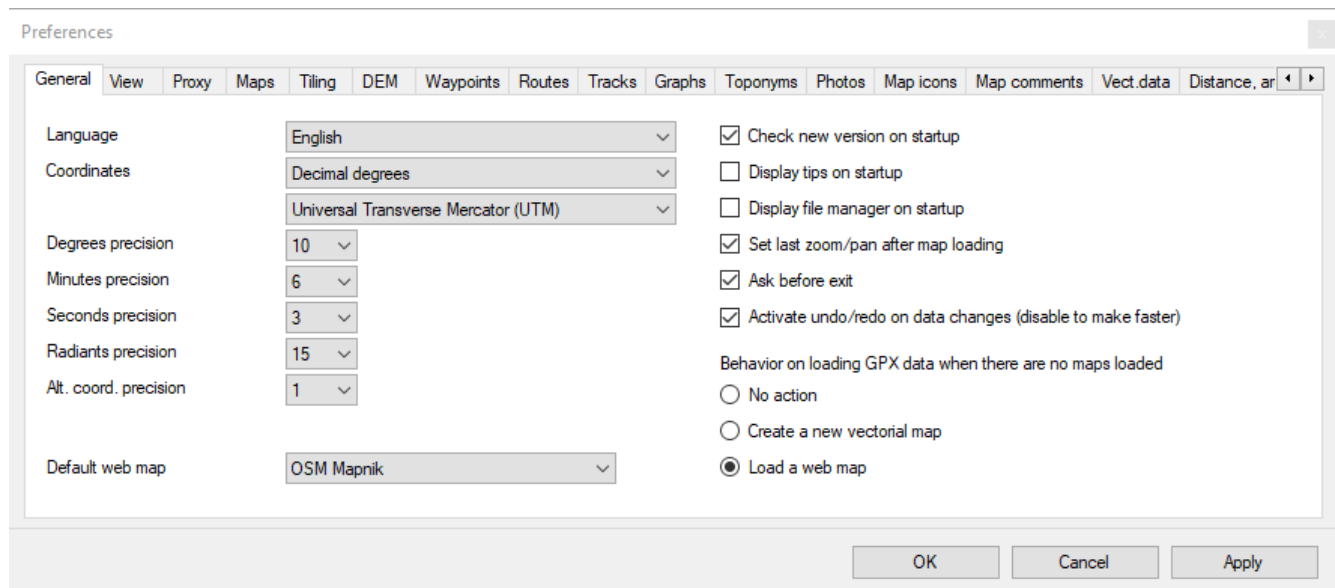 Preferences
General View Proxy Maps Tiling DEM Waypoints Routes Tracks Graphs Toponyms Photos Map icons Map comments Vect.data Distance, ar
Language English
Coordinates Decimal degrees
Universal Transverse Mercator (UTM)
Degrees precision 10
Minutes precision 6
Seconds precision 3
Radiants precision 15
Alt. coord. precision 1
Default web map OSM Mapnik
Check new version on startup
Display tips on startup
Display file manager on startup
Set last zoom/pan after map loading
Ask before exit
Activate undo/redo on data changes (disable to make faster)
Behavior on loading GPX data when there are no maps loaded
No action
Create a new vectorial map
Load a web map
OK Cancel Apply